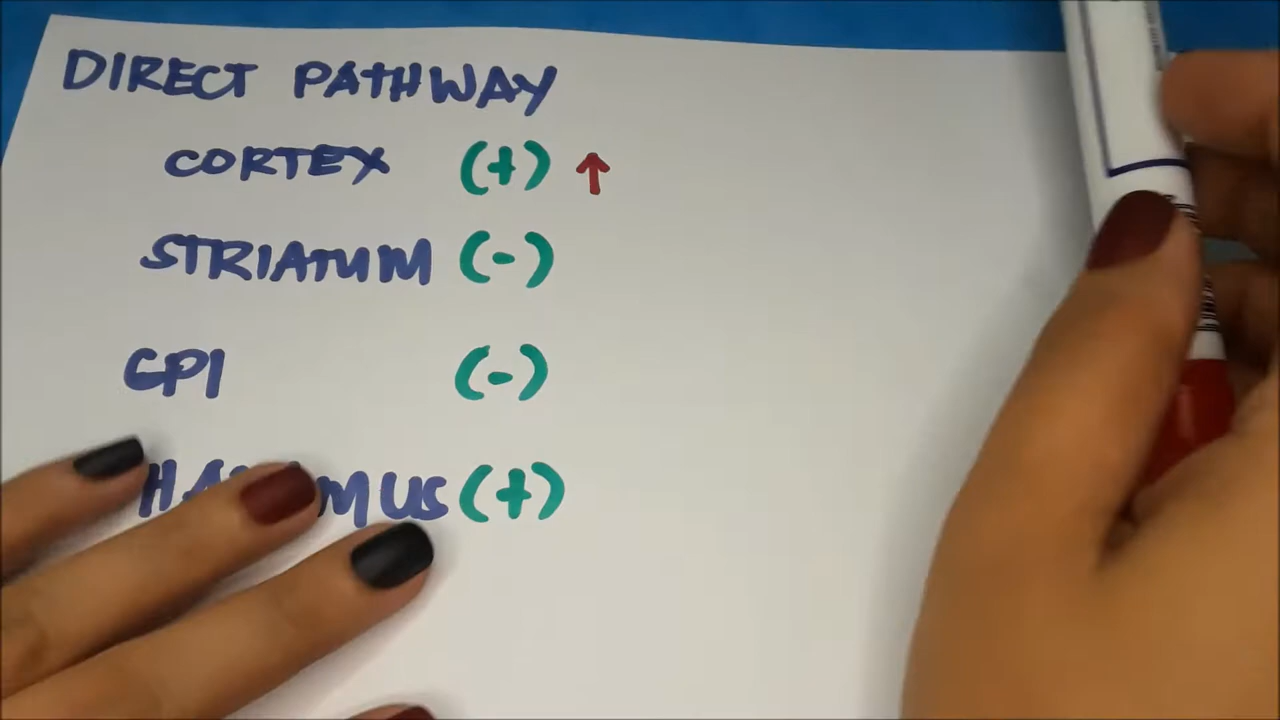 DIRECT PATHWAY
CORTEX (+) ↑
STRIATUM (-)
GPI (-)
(+)